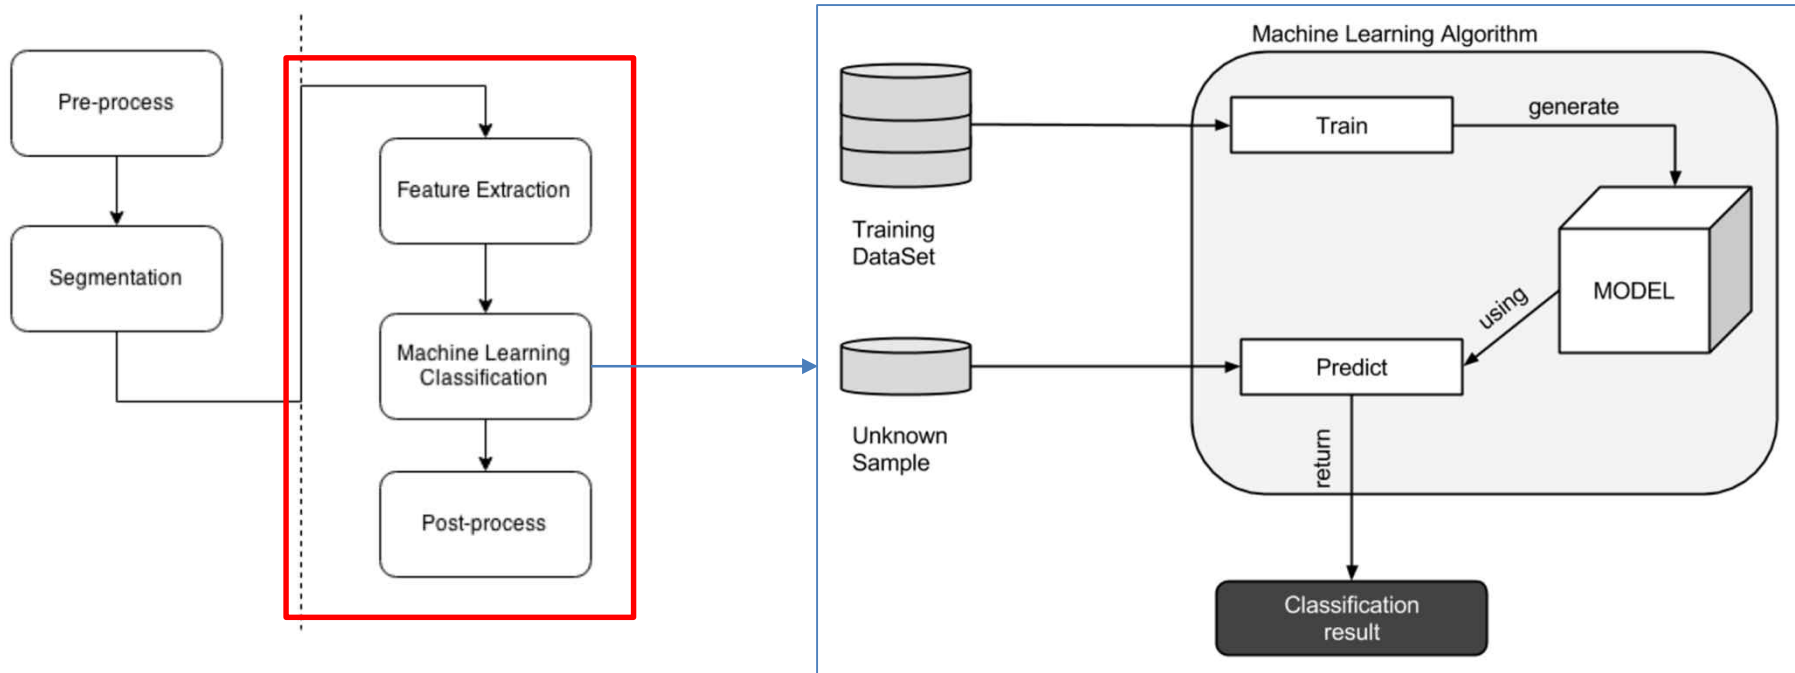 Pre-process
Segmentation
Feature Extraction
Machine Learning
Classification
Post-process
Machine Learning Algorithm
Training
DataSet
Train
generate
MODEL
using
Unknown
Sample
Predict
return
Classification
result